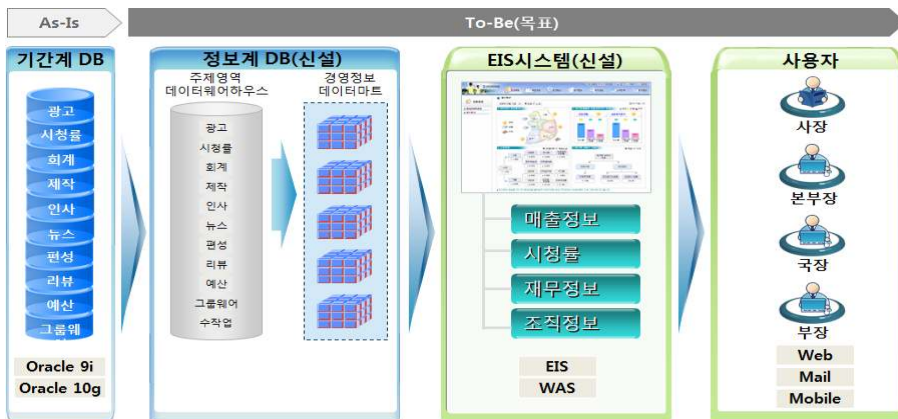 As-Is
To-Be(목표)
기간계 DB
광고
시청률
회계
제작
인사
뉴스
편성
리뷰
예산
그룹웨
Oracle 9i
Oracle 10g
정보계 DB(신설)
주제영역
데이터웨어하우스
광고
시청률
회계
제작
인사
뉴스
편성
리뷰
예산
그룹웨어
수작업
경영정보
데이터마트
EIS시스템(신설)
매출정보
시청률
재무정보
조직정보
EIS
WAS
사용자
사장
본부장
국장
부장
Web
Mail
Mobile